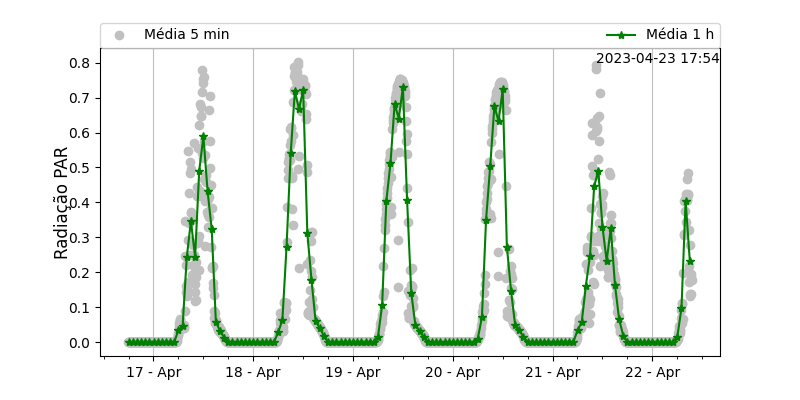 Média 5 min
Média 1 h
2023-04-23 17:54
Radiação PAR
0.8
0.7
0.6
0.5
0.4
0.3
0.2
0.1
0.0
17 - Apr
18 - Apr
19 - Apr
20 - Apr
21 - Apr
22 - Apr